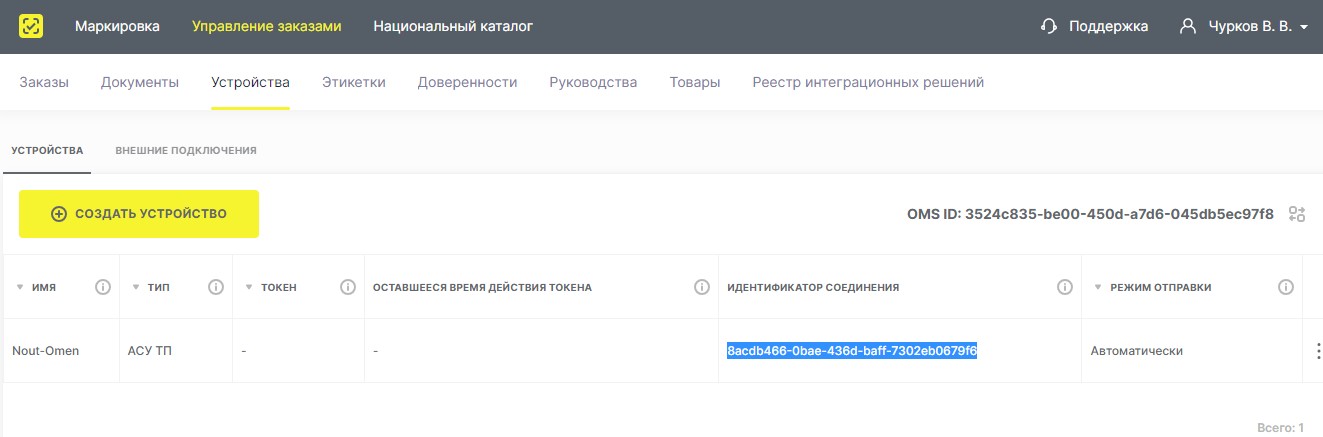 Маркировка Управление заказами Национальный каталог Поддержка Чурков В. В.
Заказы Документы Устройства Этикетки Доверенности Руководства Товары Реестр интеграционных решений
УСТРОЙСТВА ВНЕШНИЕ ПОДКЛЮЧЕНИЯ
СОЗДАТЬ УСТРОЙСТВО OMS ID: 3524c835-be00-450d-a7d6-045db5ec97f8
ИМЯ ТИП ТОКЕН ОСТАВШЕЕСЯ ВРЕМЯ ДЕЙСТВИЯ ТОКЕНА ИДЕНТИФИКАТОР СОЕДИНЕНИЯ РЕЖИМ ОТПРАВКИ
Nout-Omen АСУ ТП - - 8acdb466-0bae-436d-baff-7302eb0679f6 Автоматически
Всего: 1